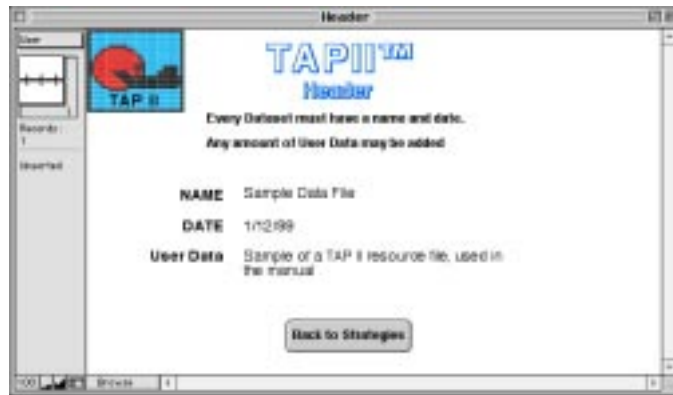 Header
User
TAP II
TAPII™
Header
Every Dataset must have a name and date.
Any amount of User Data may be added
Records:
1
Unsorted
NAME Sample Data File
DATE 1/12/99
User Data Sample of a TAP II resource file, used in
the manual
Back to Strategies
100 Browse